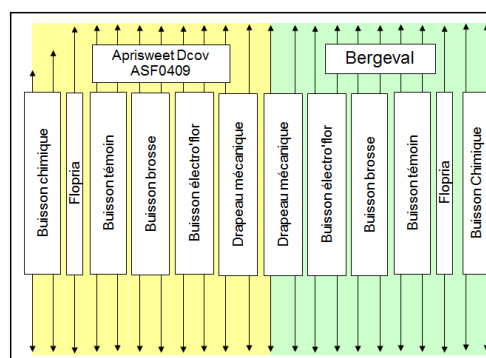 Aprisweet Dcov
ASF0409
Bergeval
Buisson chimique
Flopria
Buisson témoin
Buisson brosse
Buisson électro'flor
Drapeau mécanique
Drapeau mécanique
Buisson électro'flor
Buisson brosse
Buisson témoin
Flopria
Buisson Chimique